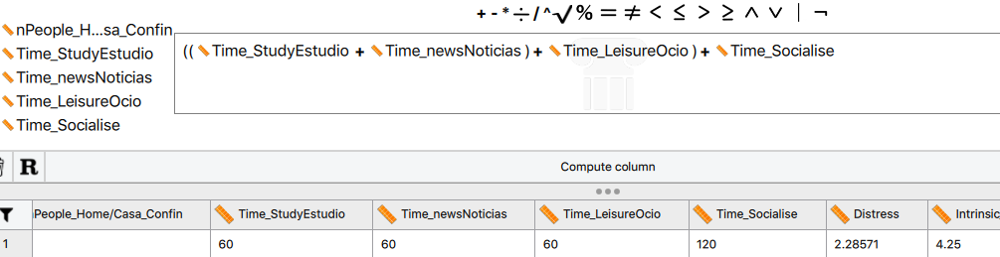 + - * ÷ / ^ √ % = ≠ < ≤ > ≥ ∧ ∨ | ¬
nPeople_H...sa_Confin
Time_StudyEstudio
Time_newsNoticias
Time_LeisureOcio
Time_Socialise
(( Time_StudyEstudio + Time_newsNoticias ) + Time_LeisureOcio ) + Time_Socialise
R Compute column
nPeople_Home/Casa_Confin Time_StudyEstudio Time_newsNoticias Time_LeisureOcio Time_Socialise Distress Intrinsic
1 60 60 60 120 2.28571 4.25